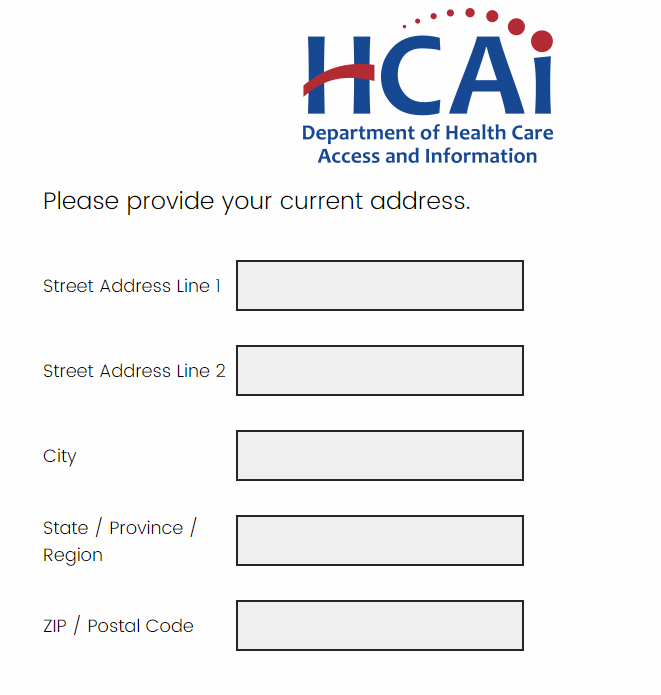 HCAi
Department of Health Care
Access and Information
Please provide your current address.
Street Address Line 1
Street Address Line 2
City
State / Province /
Region
ZIP / Postal Code